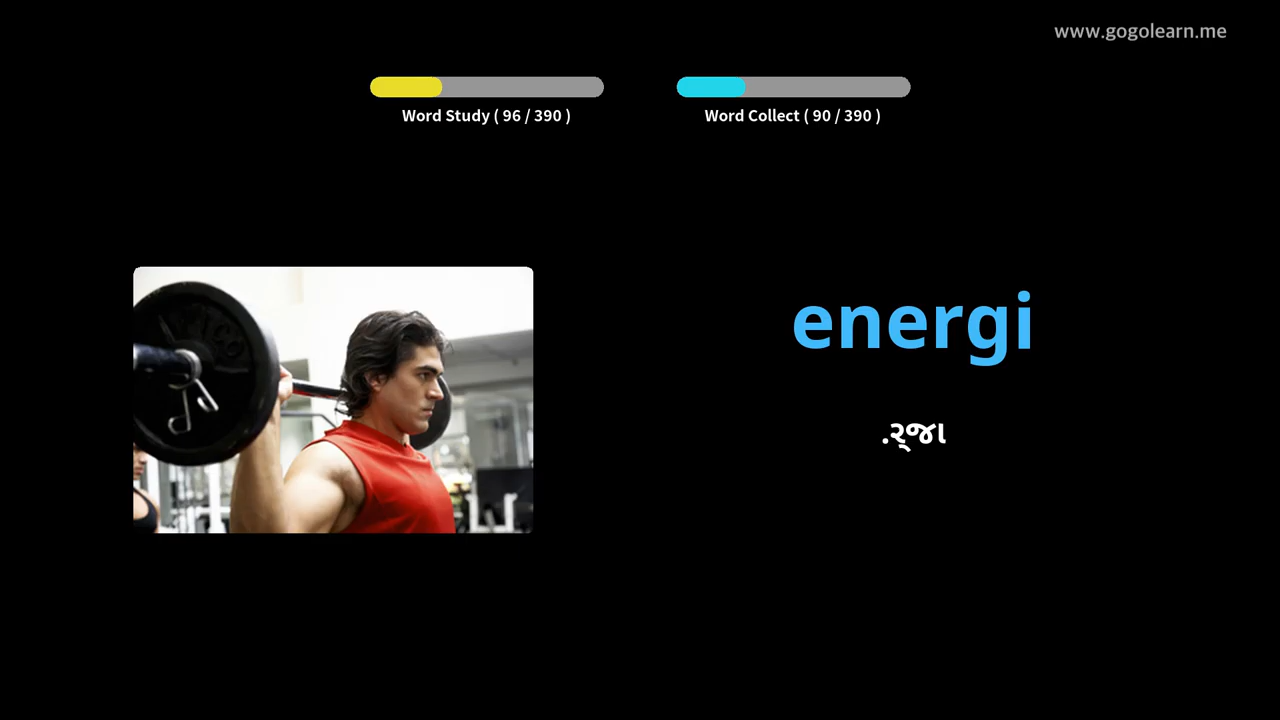 www.gogolearn.me
Word Study ( 96 / 390 )
Word Collect ( 90 / 390 )
energi
.ર્જા